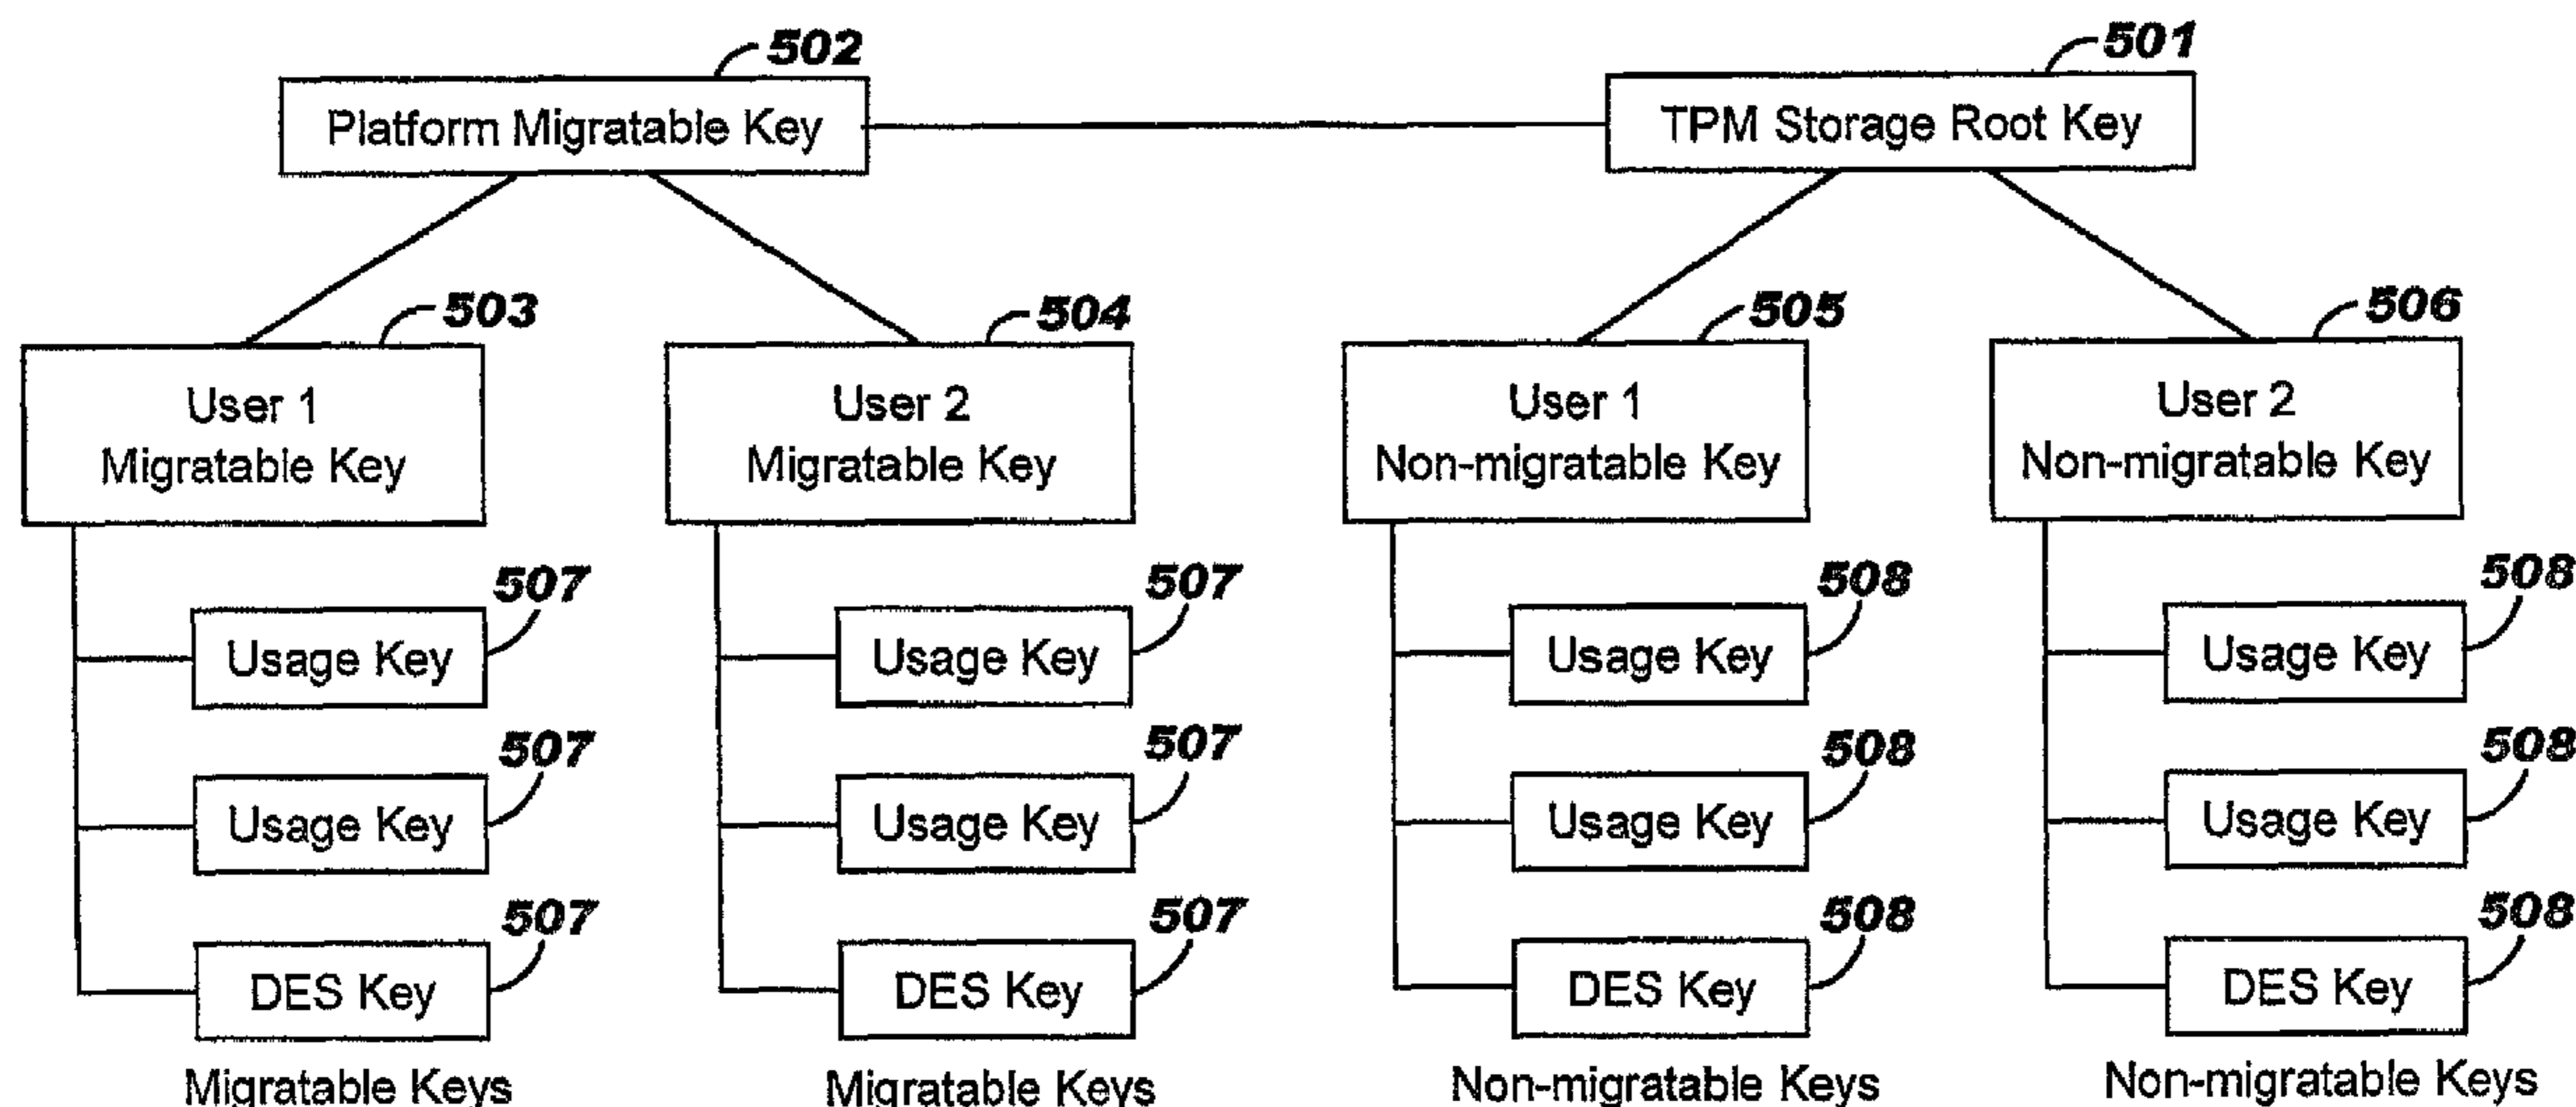 502
501
Platform Migratable Key
TPM Storage Root Key
503
504
505
506
User 1
Migratable Key
User 2
Migratable Key
User 1
Non-migratable Key
User 2
Non-migratable Key
507
507
508
508
Usage Key
Usage Key
Usage Key
Usage Key
507
507
508
508
Usage Key
Usage Key
Usage Key
Usage Key
507
507
508
508
DES Key
DES Key
DES Key
DES Key
Migratable Keys
Migratable Keys
Non-migratable Keys
Non-migratable Keys